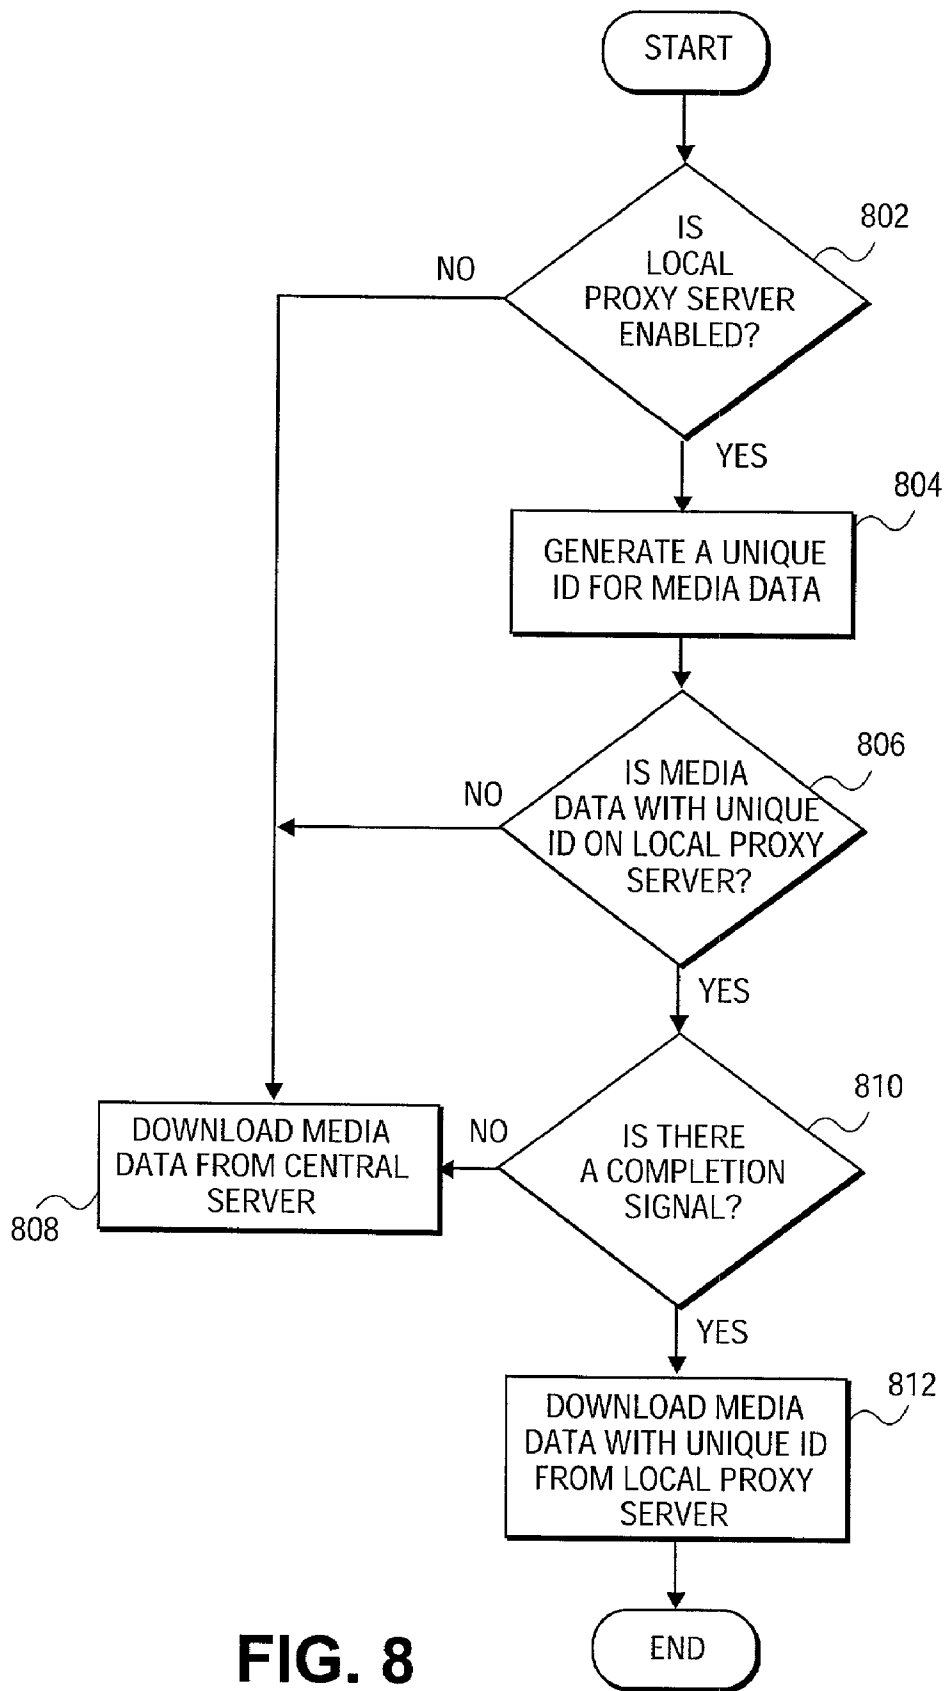 START
802
IS
LOCAL
PROXY SERVER
ENABLED?
NO
YES
804
GENERATE A UNIQUE
ID FOR MEDIA DATA
806
IS MEDIA
DATA WITH UNIQUE
ID ON LOCAL PROXY
SERVER?
NO
YES
810
IS THERE
A COMPLETION
SIGNAL?
NO
DOWNLOAD MEDIA
DATA FROM CENTRAL
SERVER
808
YES
812
DOWNLOAD MEDIA
DATA WITH UNIQUE ID
FROM LOCAL PROXY
SERVER
END
FIG. 8